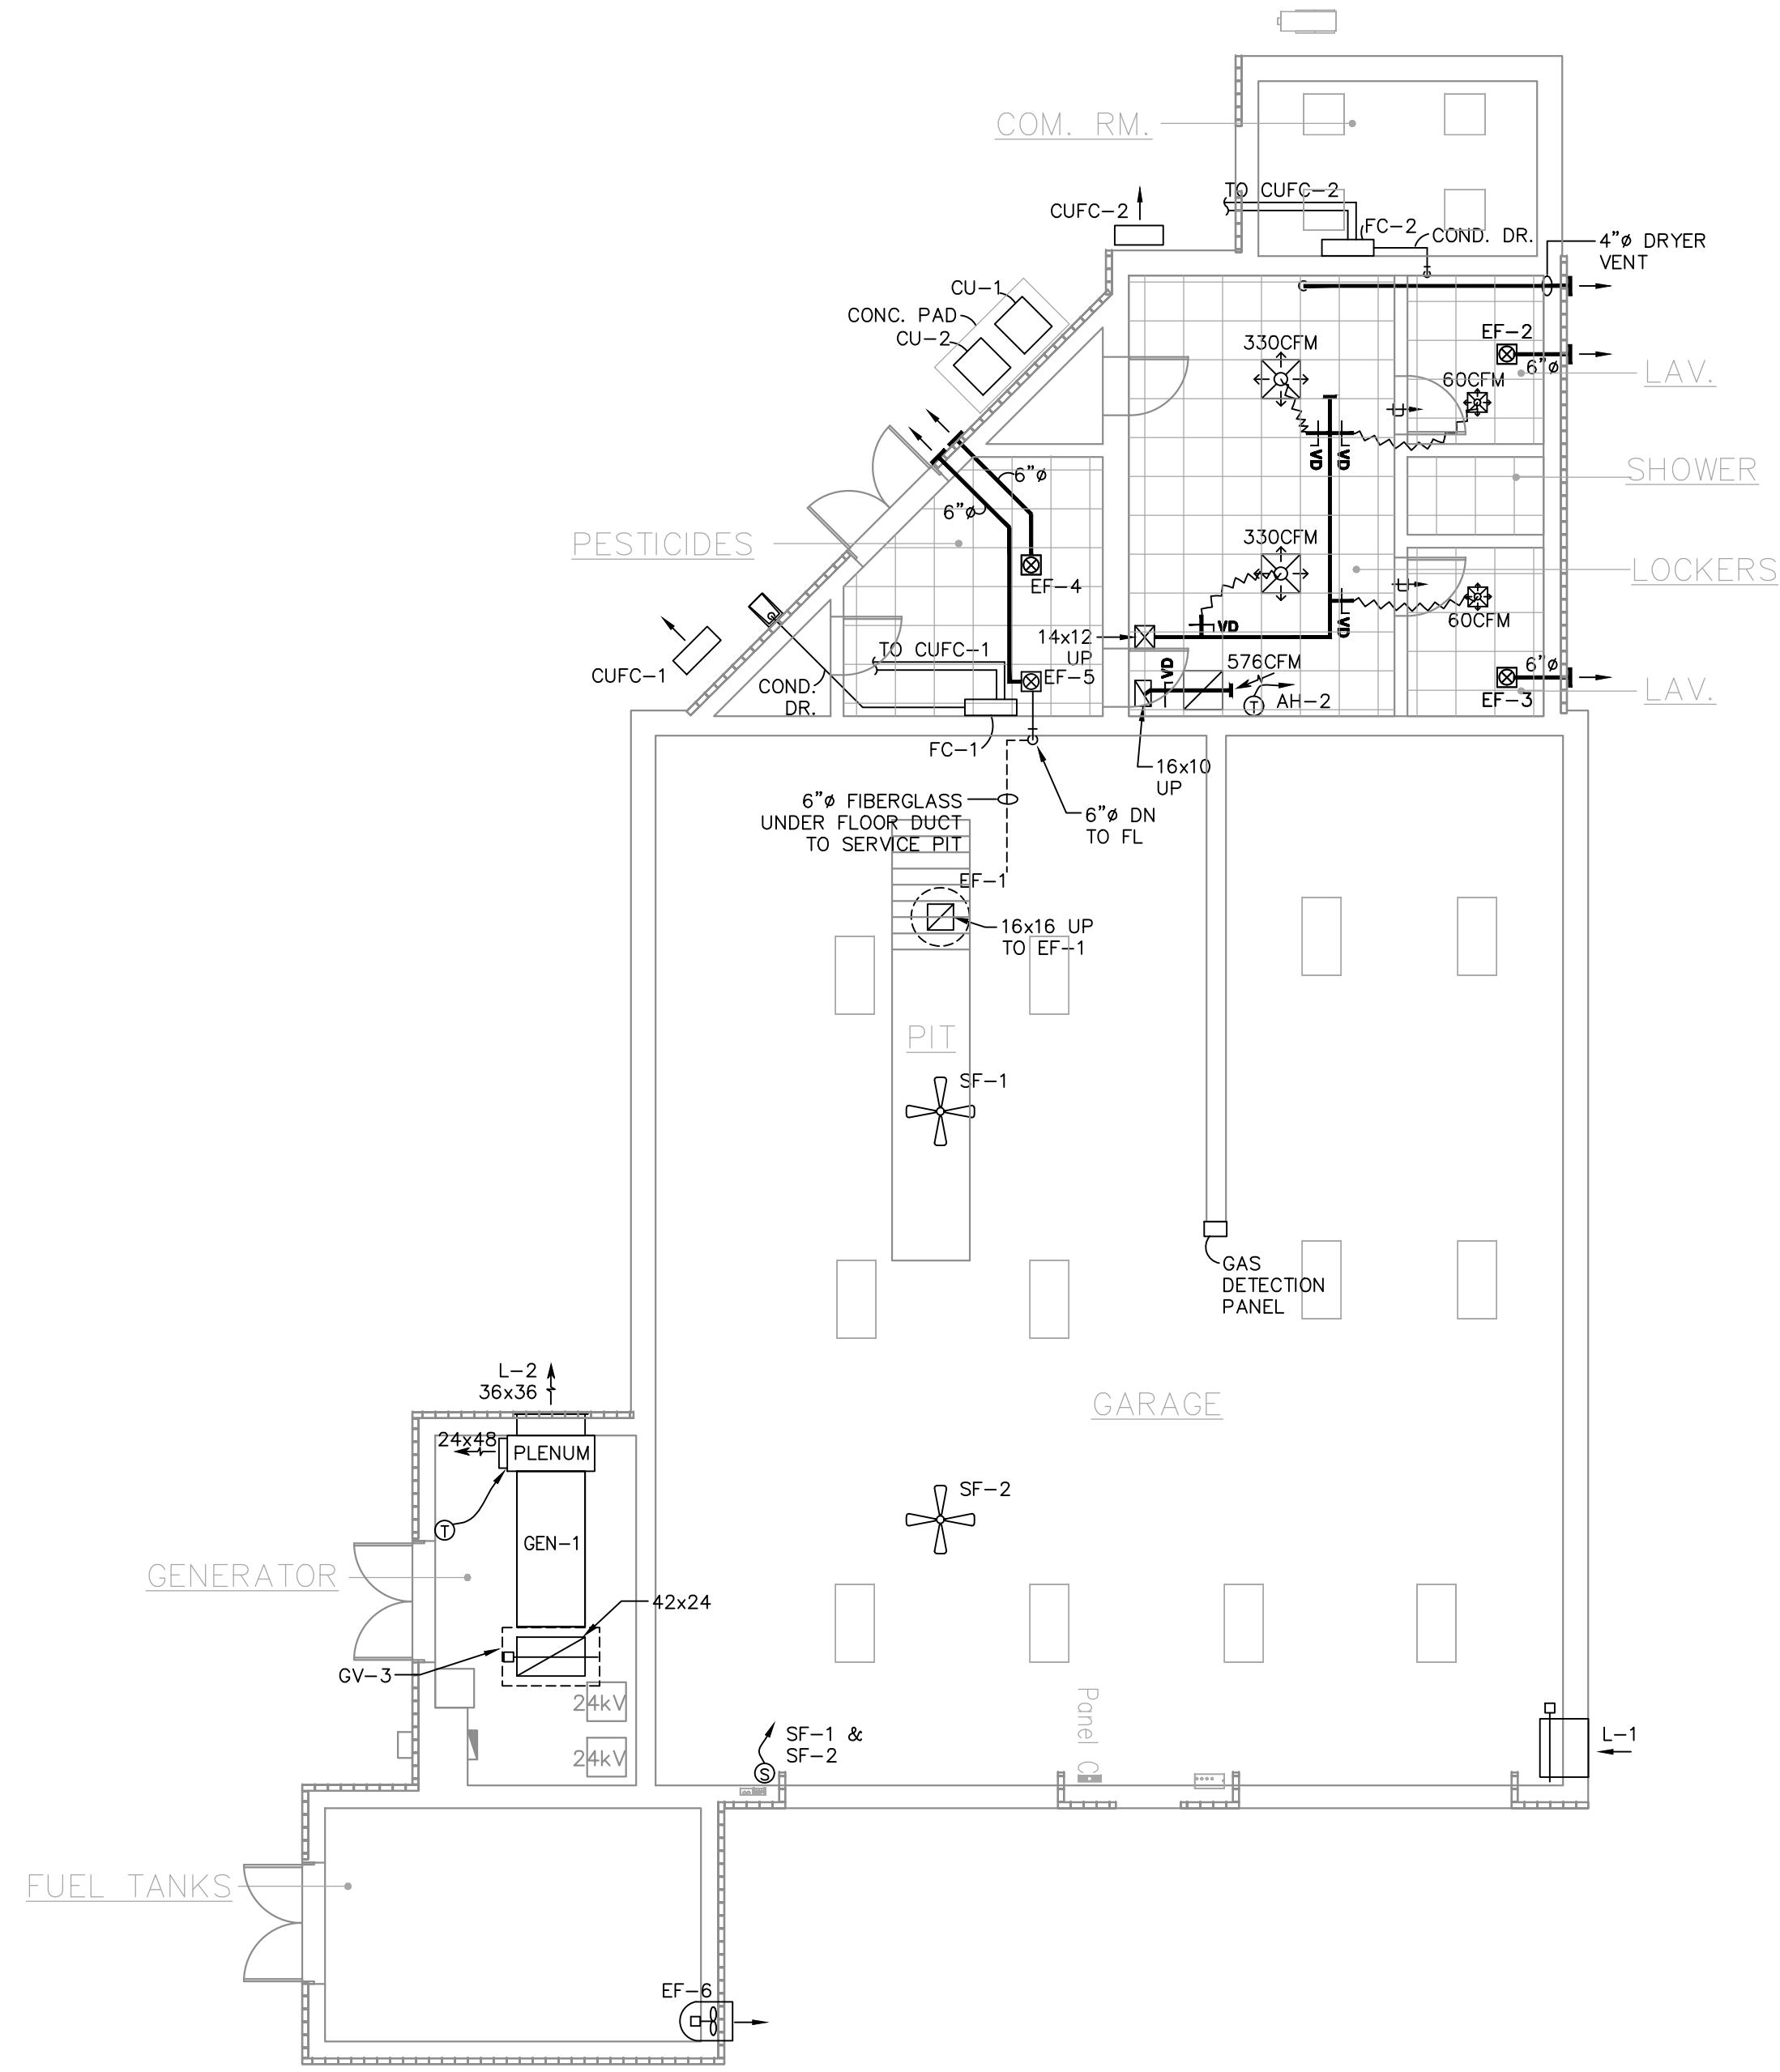 COM. RM.
TO CUFC-2
CUFC-2
FC-2
COND. DR.
4"ø DRYER
VENT
CU-1
CONC. PAD
CU-2
330CFM
EF-2
6"ø
LAV.
60CFM
VD
VD
SHOWER
6"ø
6"ø
PESTICIDES
330CFM
LOCKERS
EF-4
60CFM
VD
VD
14x12
UP
TO CUFC-1
CUFC-1
COND.
DR.
EF-5
VD
576CFM
T
AH-2
6"ø
EF-3
LAV.
FC-1
16x10
UP
6"ø FIBERGLASS
UNDER FLOOR DUCT
TO SERVICE PIT
6"ø DN
TO FL
EF-1
16x16 UP
TO EF-1
PIT
SF-1
GAS
DETECTION
PANEL
L-2
36x36
GARAGE
24x48
PLENUM
SF-2
T
GEN-1
GENERATOR
42x24
GV-3
24kV
24kV
Panel C
SF-1 &
SF-2
S
L-1
FUEL TANKS
EF-6